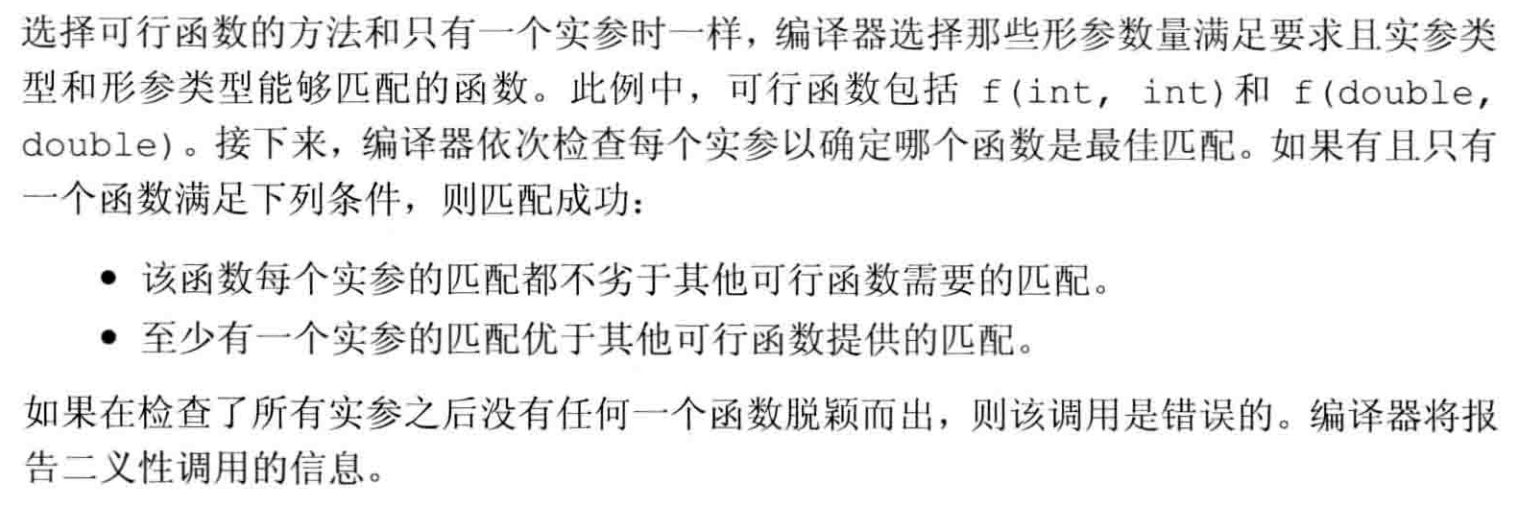 选择可行函数的方法和只有一个实参时一样，编译器选择那些形参数量满足要求且实参类
型和形参类型能够匹配的函数。此例中，可行函数包括 f(int, int)和 f(double,
double)。接下来，编译器依次检查每个实参以确定哪个函数是最佳匹配。如果有且只有
一个函数满足下列条件，则匹配成功：
● 该函数每个实参的匹配都不劣于其他可行函数需要的匹配。
● 至少有一个实参的匹配优于其他可行函数提供的匹配。
如果在检查了所有实参之后没有任何一个函数脱颖而出，则该调用是错误的。编译器将报
告二义性调用的信息。